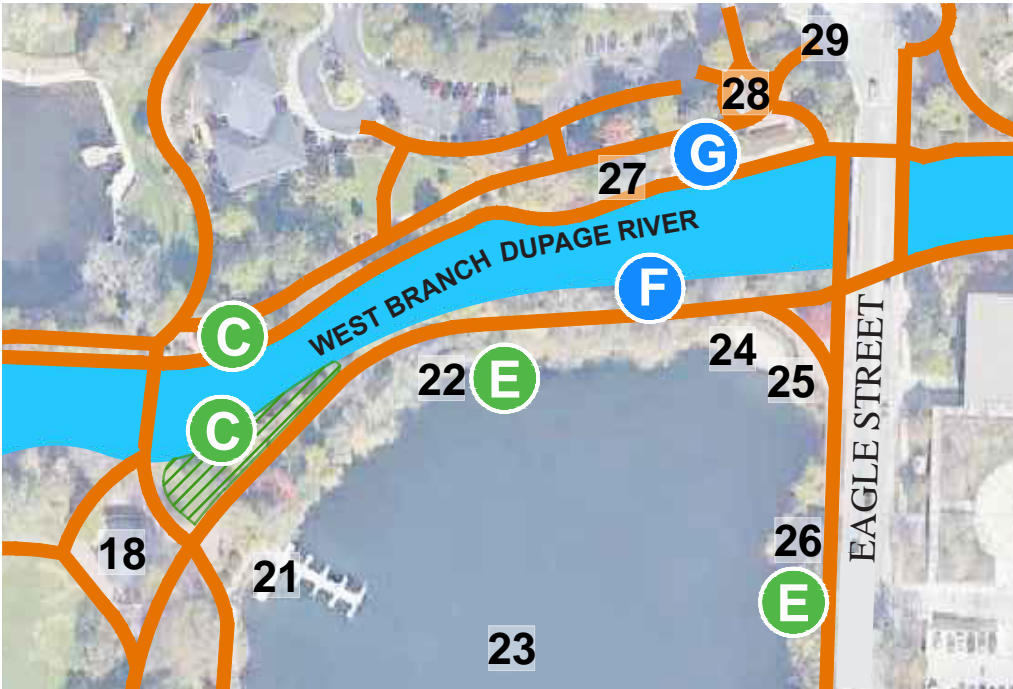 29
28
G
27
WEST BRANCH DUPAGE RIVER
F
C
24
22
E
25
C
EAGLE STREET
18
26
21
E
23